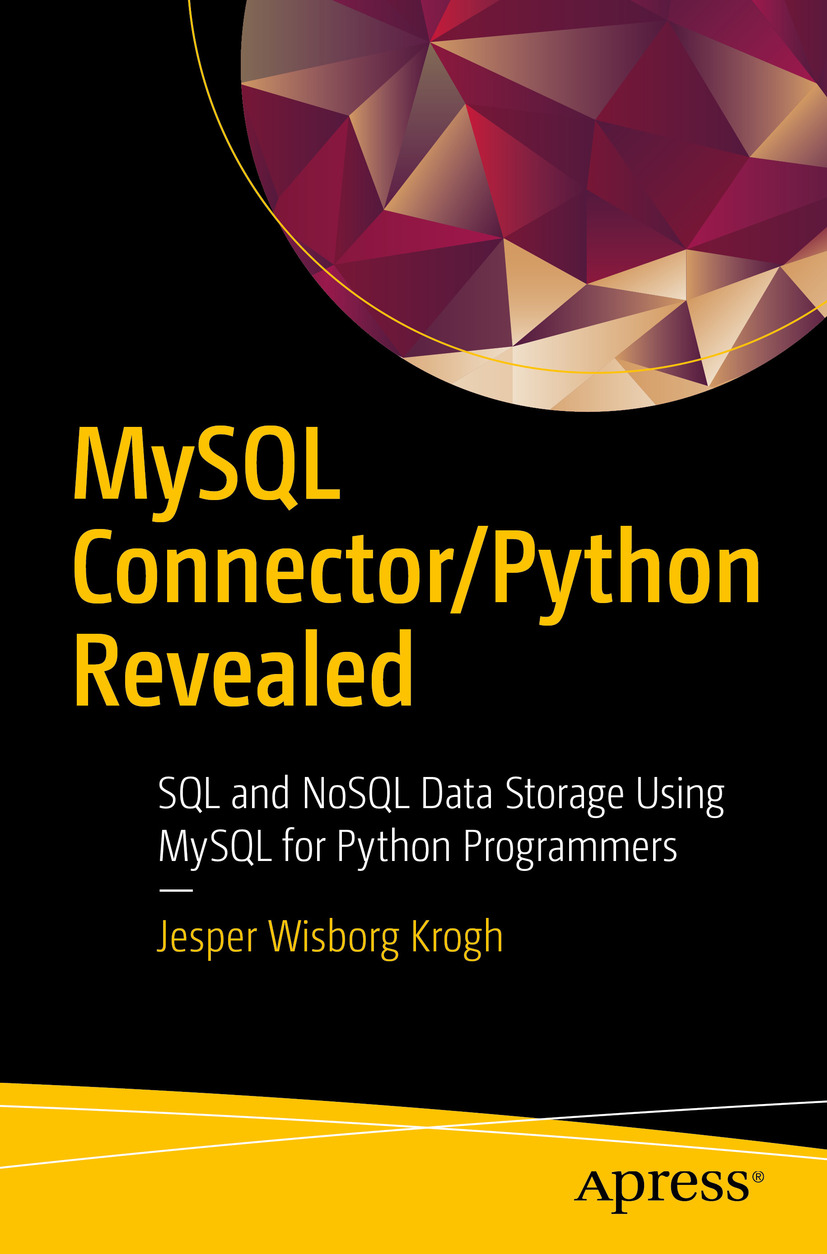 MySQL
Connector/Python
Revealed
SQL and NoSQL Data Storage Using
MySQL for Python Programmers
—
Jesper Wisborg Krogh
Apress®